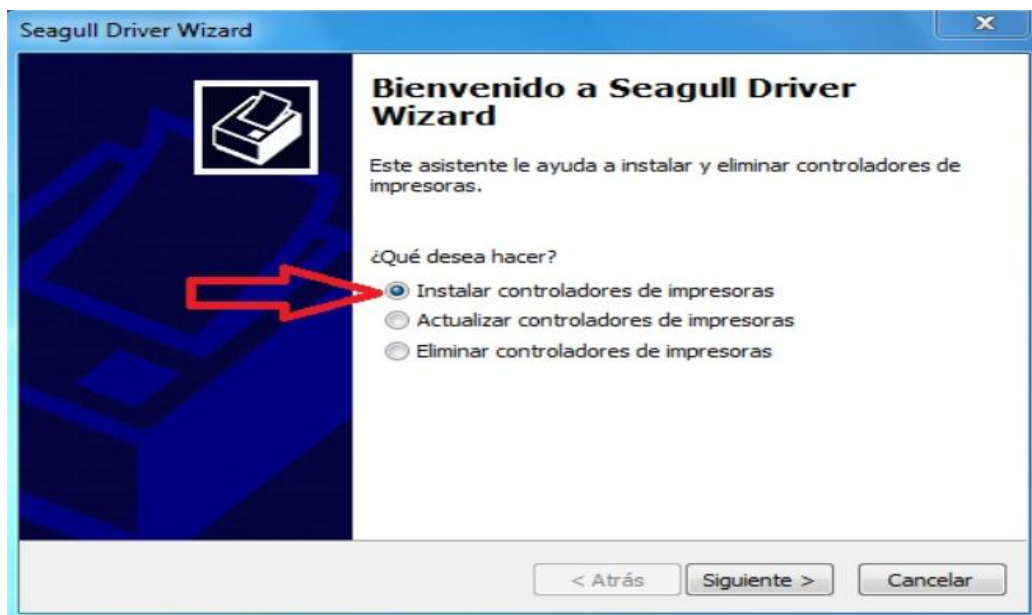 Seagull Driver Wizard
Bienvenido a Seagull Driver
Wizard
Este asistente le ayuda a instalar y eliminar controladores de
impresoras.
¿Qué desea hacer?
Instalar controladores de impresoras
Actualizar controladores de impresoras
Eliminar controladores de impresoras
< Atrás Siguiente > Cancelar